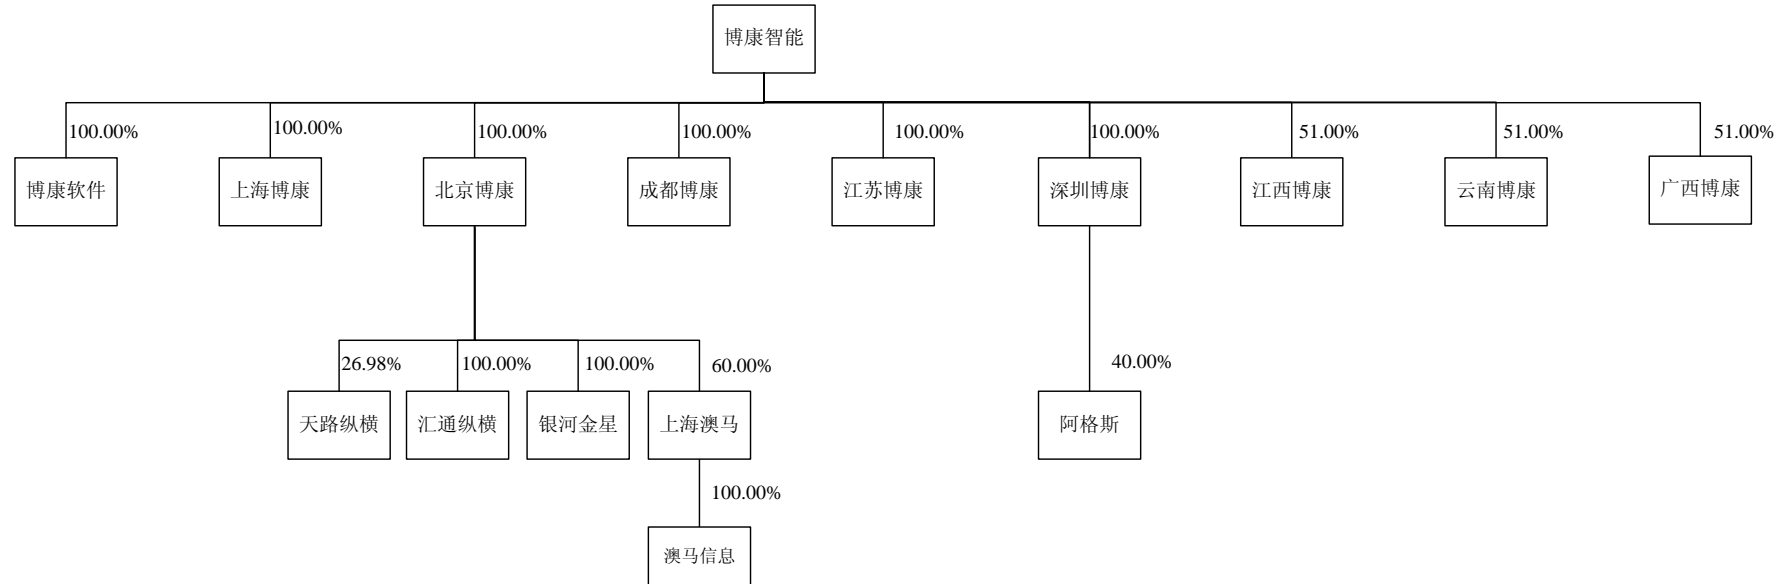 博康智能
100.00%
100.00%
100.00%
100.00%
100.00%
100.00%
51.00%
51.00%
51.00%
博康软件
上海博康
北京博康
成都博康
江苏博康
深圳博康
江西博康
云南博康
广西博康
26.98%
100.00%
100.00%
60.00%
40.00%
天路纵横
汇通纵横
银河金星
上海澳马
阿格斯
100.00%
澳马信息